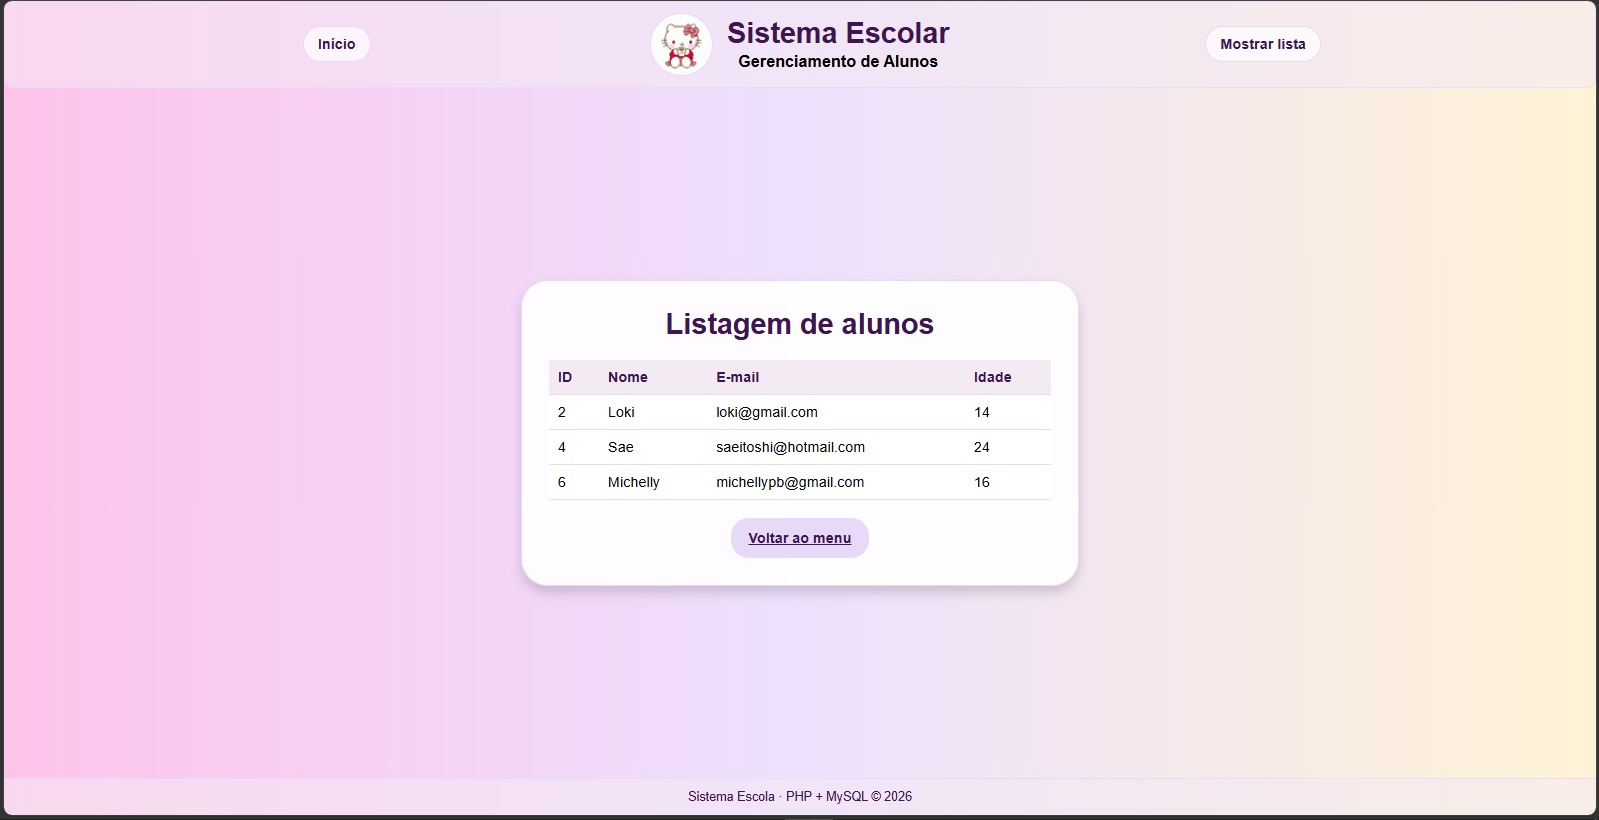 Início
Sistema Escolar
Gerenciamento de Alunos
Mostrar lista
Listagem de alunos
ID Nome E-mail Idade
2 Loki loki@gmail.com 14
4 Sae saeitoshi@hotmail.com 24
6 Michelly michellypb@gmail.com 16
Voltar ao menu
Sistema Escola · PHP + MySQL © 2026